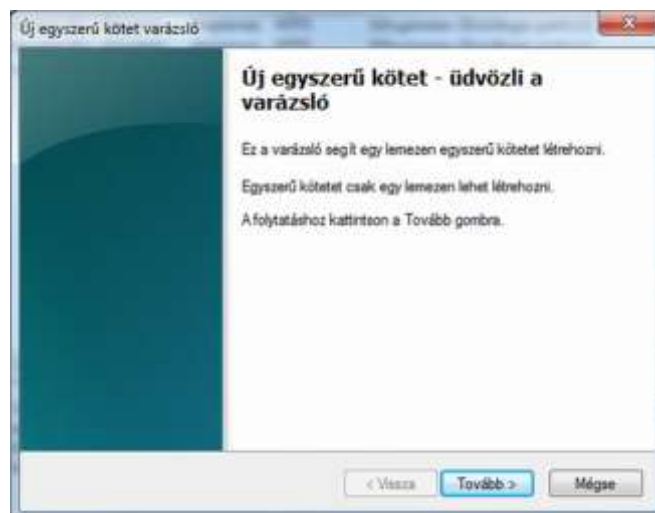 Új egyszerű kötet varázsló
Új egyszerű kötet - üdvözli a
varázsló
Ez a varázsló segít egy lemezen egyszerű kötetet létrehozni.
Egyszerű kötetet csak egy lemezen lehet létrehozni.
A folytatáshoz kattintson a Tovább gombra.
< Vissza Tovább > Mégse